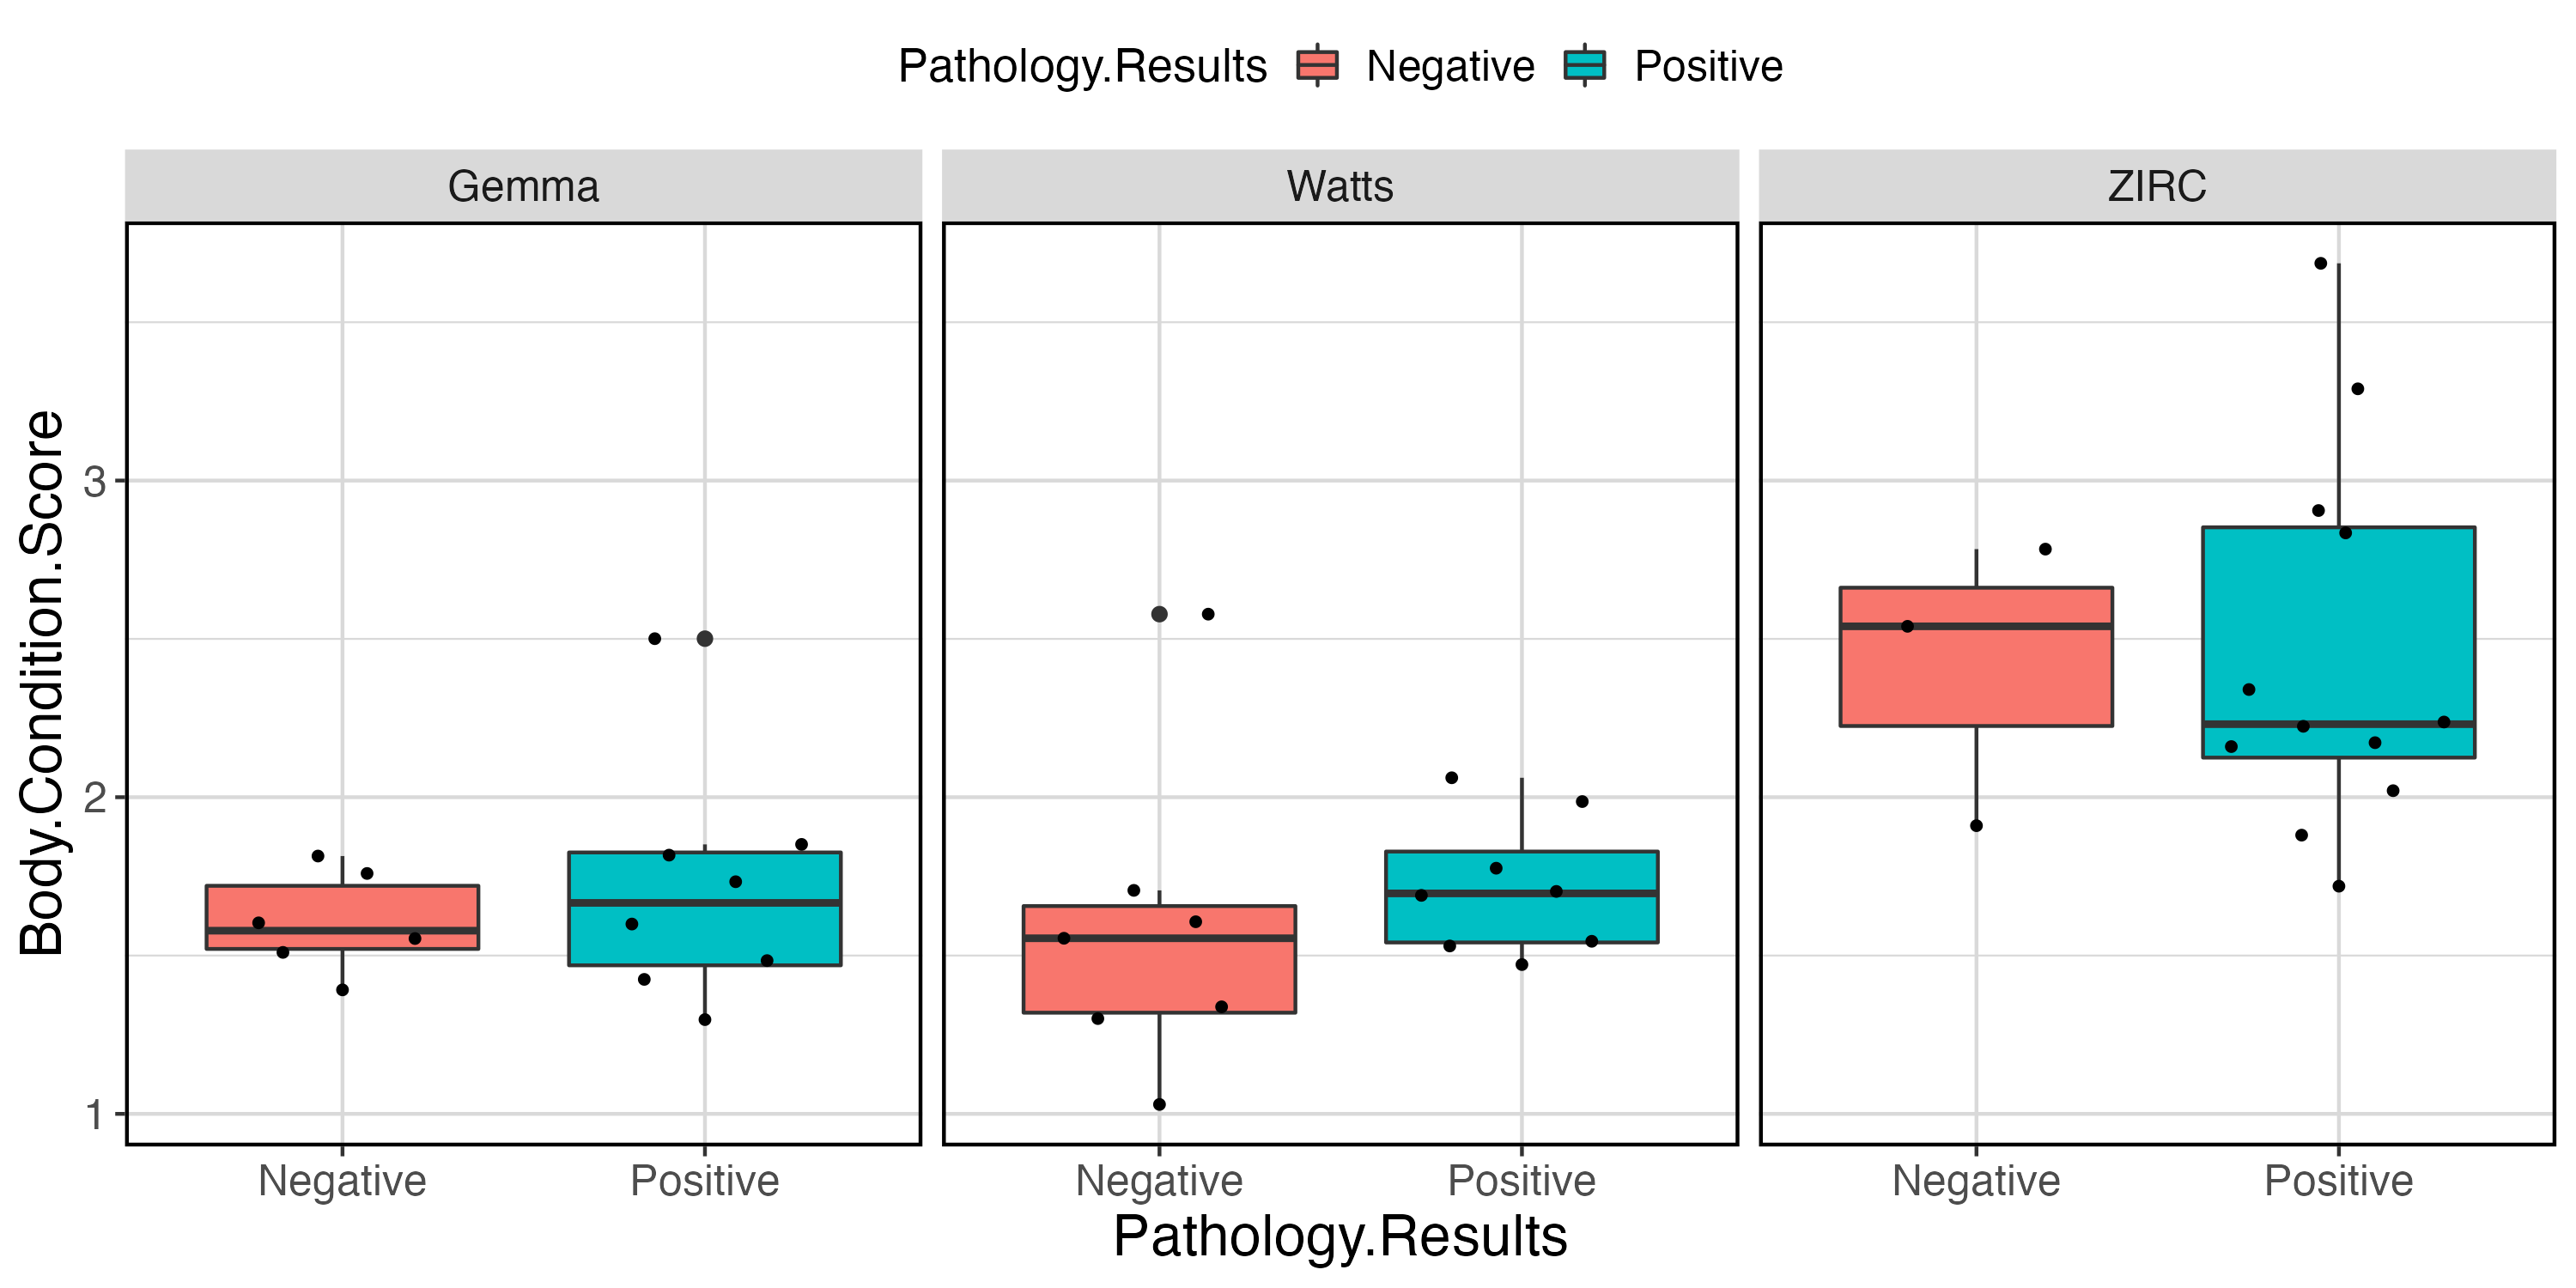 Pathology.Results Negative Positive
Gemma Watts ZIRC
Body.Condition.Score
3
2
1
Negative Positive Negative Positive Negative Positive
Pathology.Results